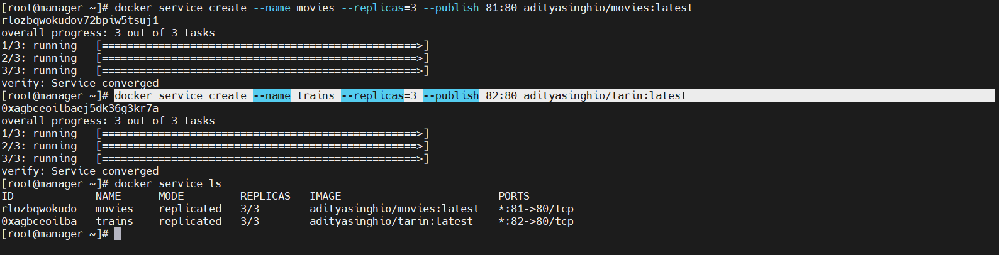 [root@manager ~]# docker service create --name movies --replicas=3 --publish 81:80 adityasinghio/movies:latest
rlozbqwokudov72bpiw5tsuj1
overall progress: 3 out of 3 tasks
1/3: running   [==================================================>]
2/3: running   [==================================================>]
3/3: running   [==================================================>]
verify: Service converged
[root@manager ~]# docker service create --name trains --replicas=3 --publish 82:80 adityasinghio/tarin:latest
0xagbceoilbaej5dk36g3kr7a
overall progress: 3 out of 3 tasks
1/3: running   [==================================================>]
2/3: running   [==================================================>]
3/3: running   [==================================================>]
verify: Service converged
[root@manager ~]# docker service ls
ID             NAME      MODE         REPLICAS   IMAGE                         PORTS
rlozbqwokudo   movies    replicated   3/3        adityasinghio/movies:latest   *:81->80/tcp
0xagbceoilba   trains    replicated   3/3        adityasinghio/tarin:latest    *:82->80/tcp
[root@manager ~]#